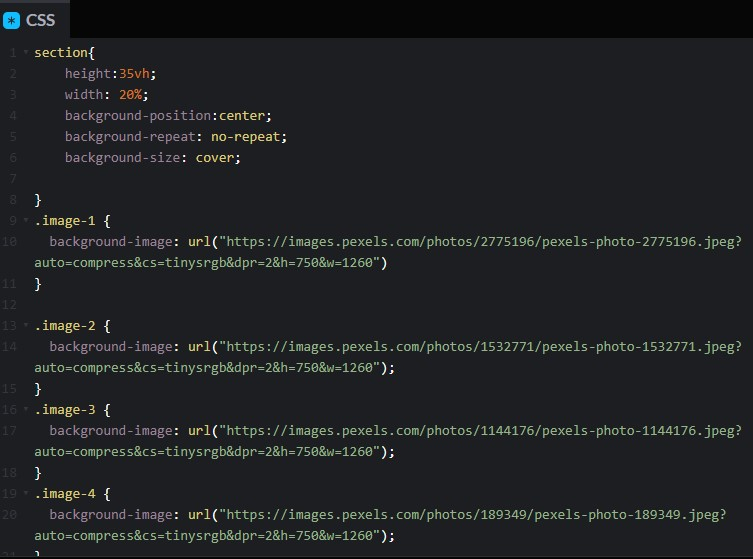 * CSS
1 section{
2 height:35vh;
3 width: 20%;
4 background-position:center;
5 background-repeat: no-repeat;
6 background-size: cover;
7
8 }
9 .image-1 {
10 background-image: url("https://images.pexels.com/photos/2775196/pexels-photo-2775196.jpeg?
auto=compress&cs=tinysrgb&dpr=2&h=750&w=1260")
11 }
12
13 .image-2 {
14 background-image: url("https://images.pexels.com/photos/1532771/pexels-photo-1532771.jpeg?
auto=compress&cs=tinysrgb&dpr=2&h=750&w=1260");
15 }
16 .image-3 {
17 background-image: url("https://images.pexels.com/photos/1144176/pexels-photo-1144176.jpeg?
auto=compress&cs=tinysrgb&dpr=2&h=750&w=1260");
18 }
19 .image-4 {
20 background-image: url("https://images.pexels.com/photos/189349/pexels-photo-189349.jpeg?
auto=compress&cs=tinysrgb&dpr=2&h=750&w=1260");
21 }